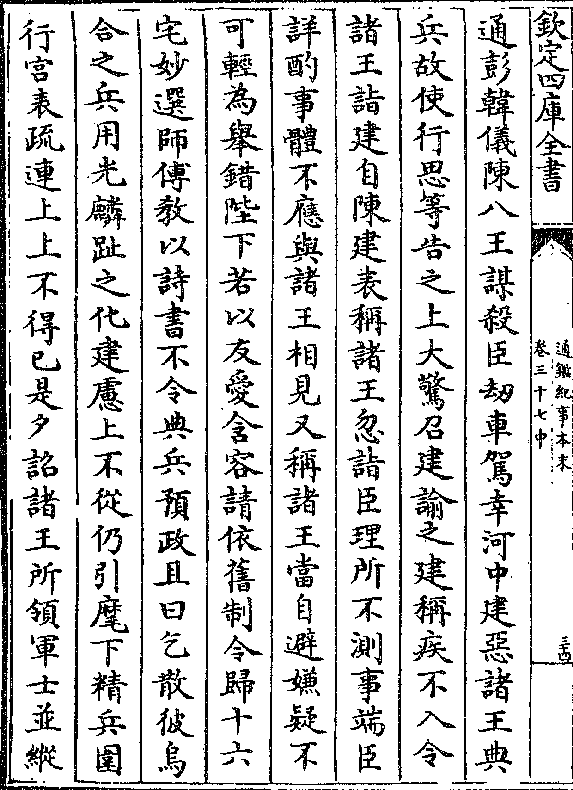 欽定四庫全書
通鑑紀事本末
卷三十七中
三四
通彭韓儀陳八王謀殺臣劫車駕幸河中建惡諸王典
兵故使行思等告之上大驚召建諭之建稱疾不入令
諸王詣建自陳建表稱諸王忽詣臣理所不測事端臣
詳酌事體不應與諸王相見又稱諸王當自避嫌疑不
可輕為舉錯陛下若以友愛含容請依舊制令歸十六
宅妙選師傅教以詩書不令典兵預政且曰乞散彼烏
合之兵用光麟趾之化建慮上不從仍引麾下精兵圍
行宮表疏連上上不得已是夕詔諸王所領軍士並縱